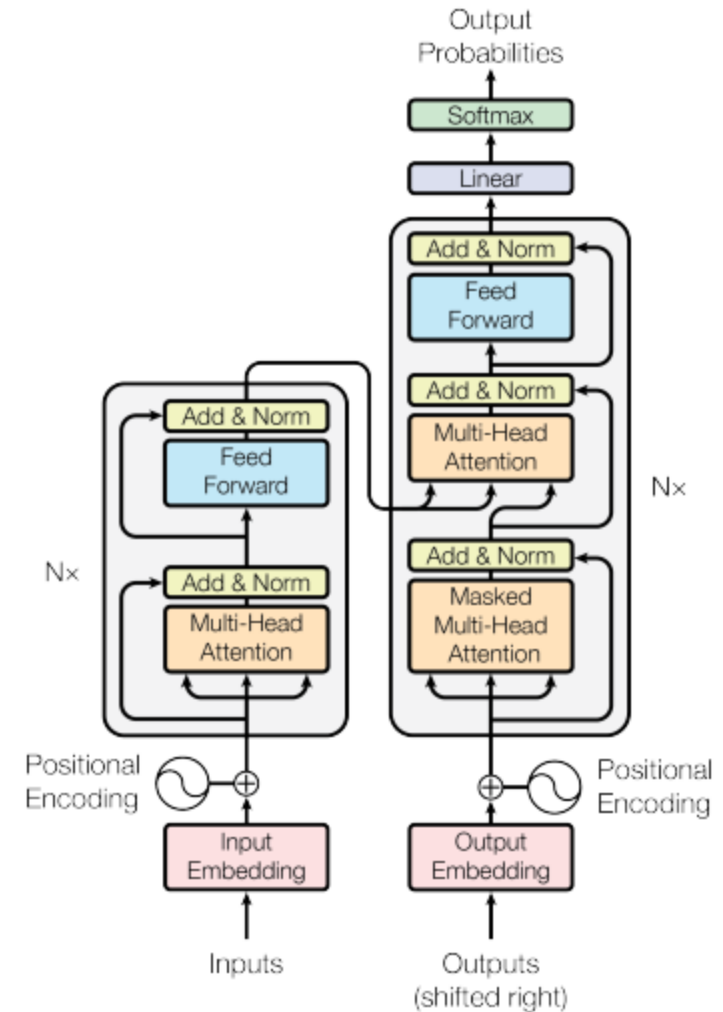 Output
Probabilities
Softmax
Linear
Add & Norm
Feed
Forward
Add & Norm
Multi-Head
Attention
Nx
Add & Norm
Masked
Multi-Head
Attention
Add & Norm
Feed
Forward
Nx
Add & Norm
Multi-Head
Attention
Positional
Encoding
Positional
Encoding
Input
Embedding
Output
Embedding
Inputs
Outputs
(shifted right)